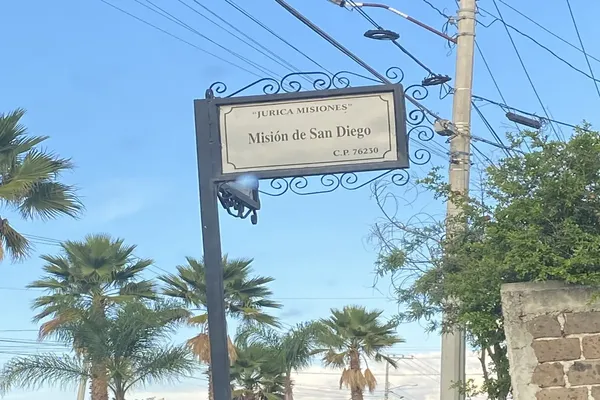 "JURICA MISIONES"
Misión de San Diego
C.P. 76230